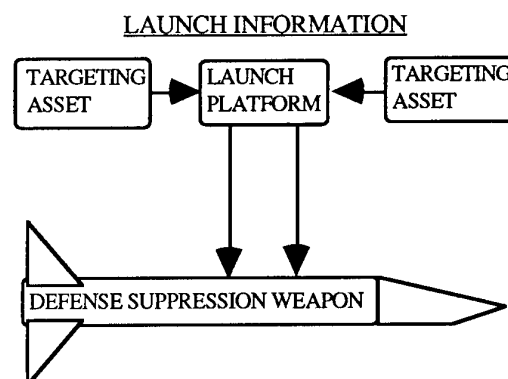 LAUNCH INFORMATION
TARGETING
ASSET
LAUNCH
PLATFORM
TARGETING
ASSET
DEFENSE SUPPRESSION WEAPON